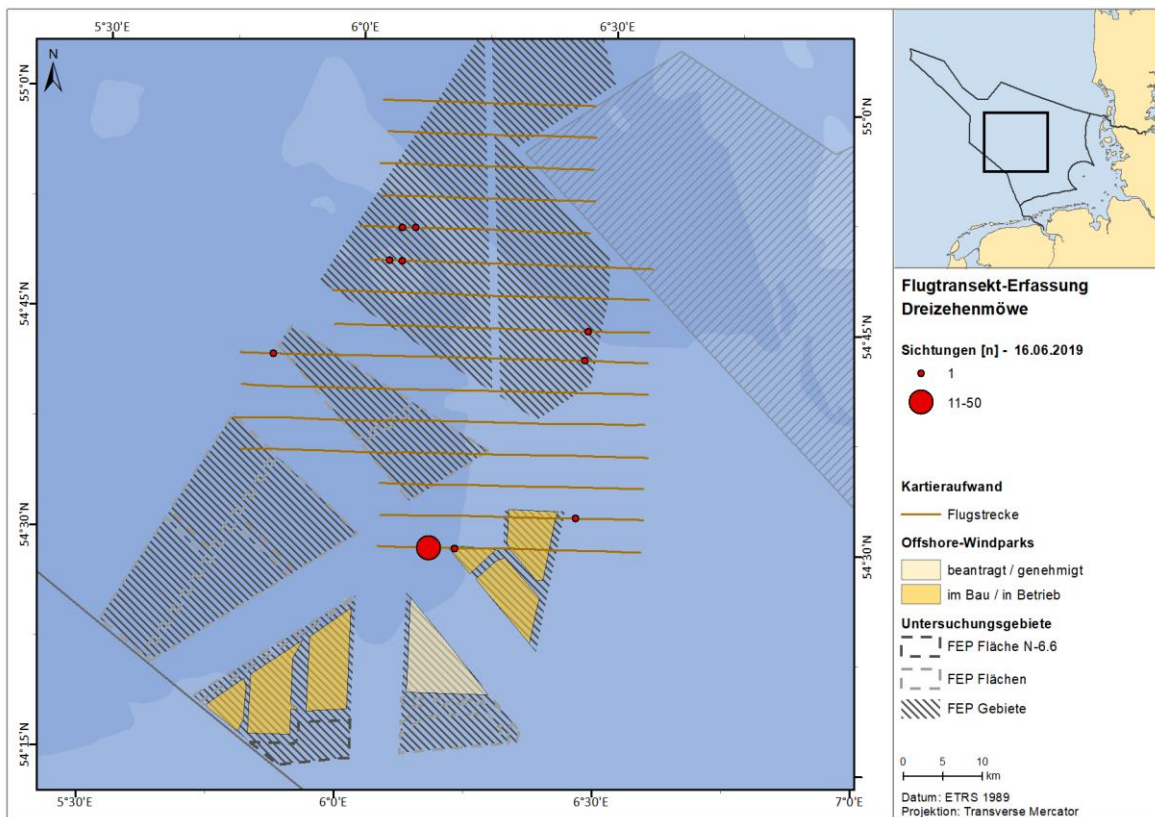 5°30'E
6°0'E
6°30'E
N
55°0'N
54°45'N
54°30'N
54°15'N
55°0'N
54°45'N
54°30'N
5°30'E
6°0'E
6°30'E
7°0'E
Flugtransekt-Erfassung
Dreizehenmöwe
Sichtungen [n] - 16.06.2019
1
11-50
Kartieraufwand
Flugstrecke
Offshore-Windparks
beantragt / genehmigt
im Bau / in Betrieb
Untersuchungsgebiete
FEP Fläche N-6.6
FEP Flächen
FEP Gebiete
0 5 10
km
Datum: ETRS 1989
Projektion: Transverse Mercator